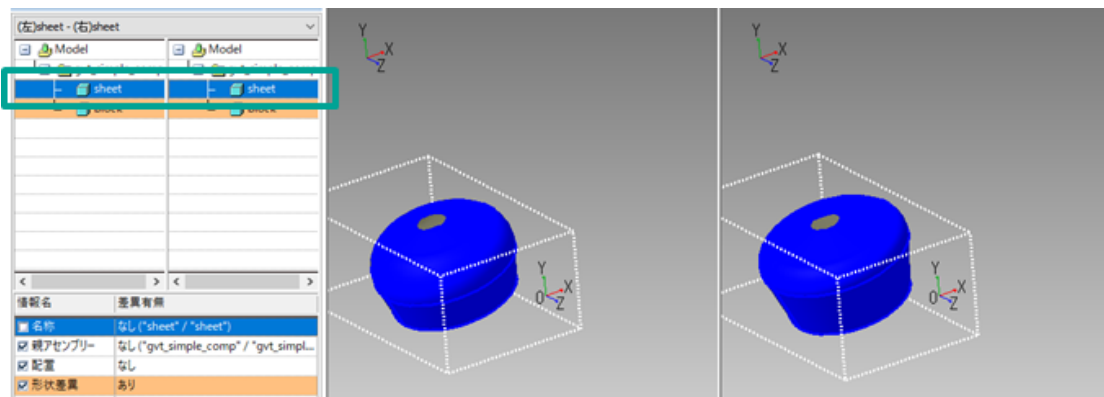 (左)sheet - (右)sheet
Model Model
sheet sheet
< > < >
情報名 差異有無
名称 なし("sheet" / "sheet")
親アセンブリー なし("gvt_simple_comp" / "gvt_simpl...
配置 なし
形状差異 あり
Y X Z
Y X Z
Y X Z 0
Y X Z 0